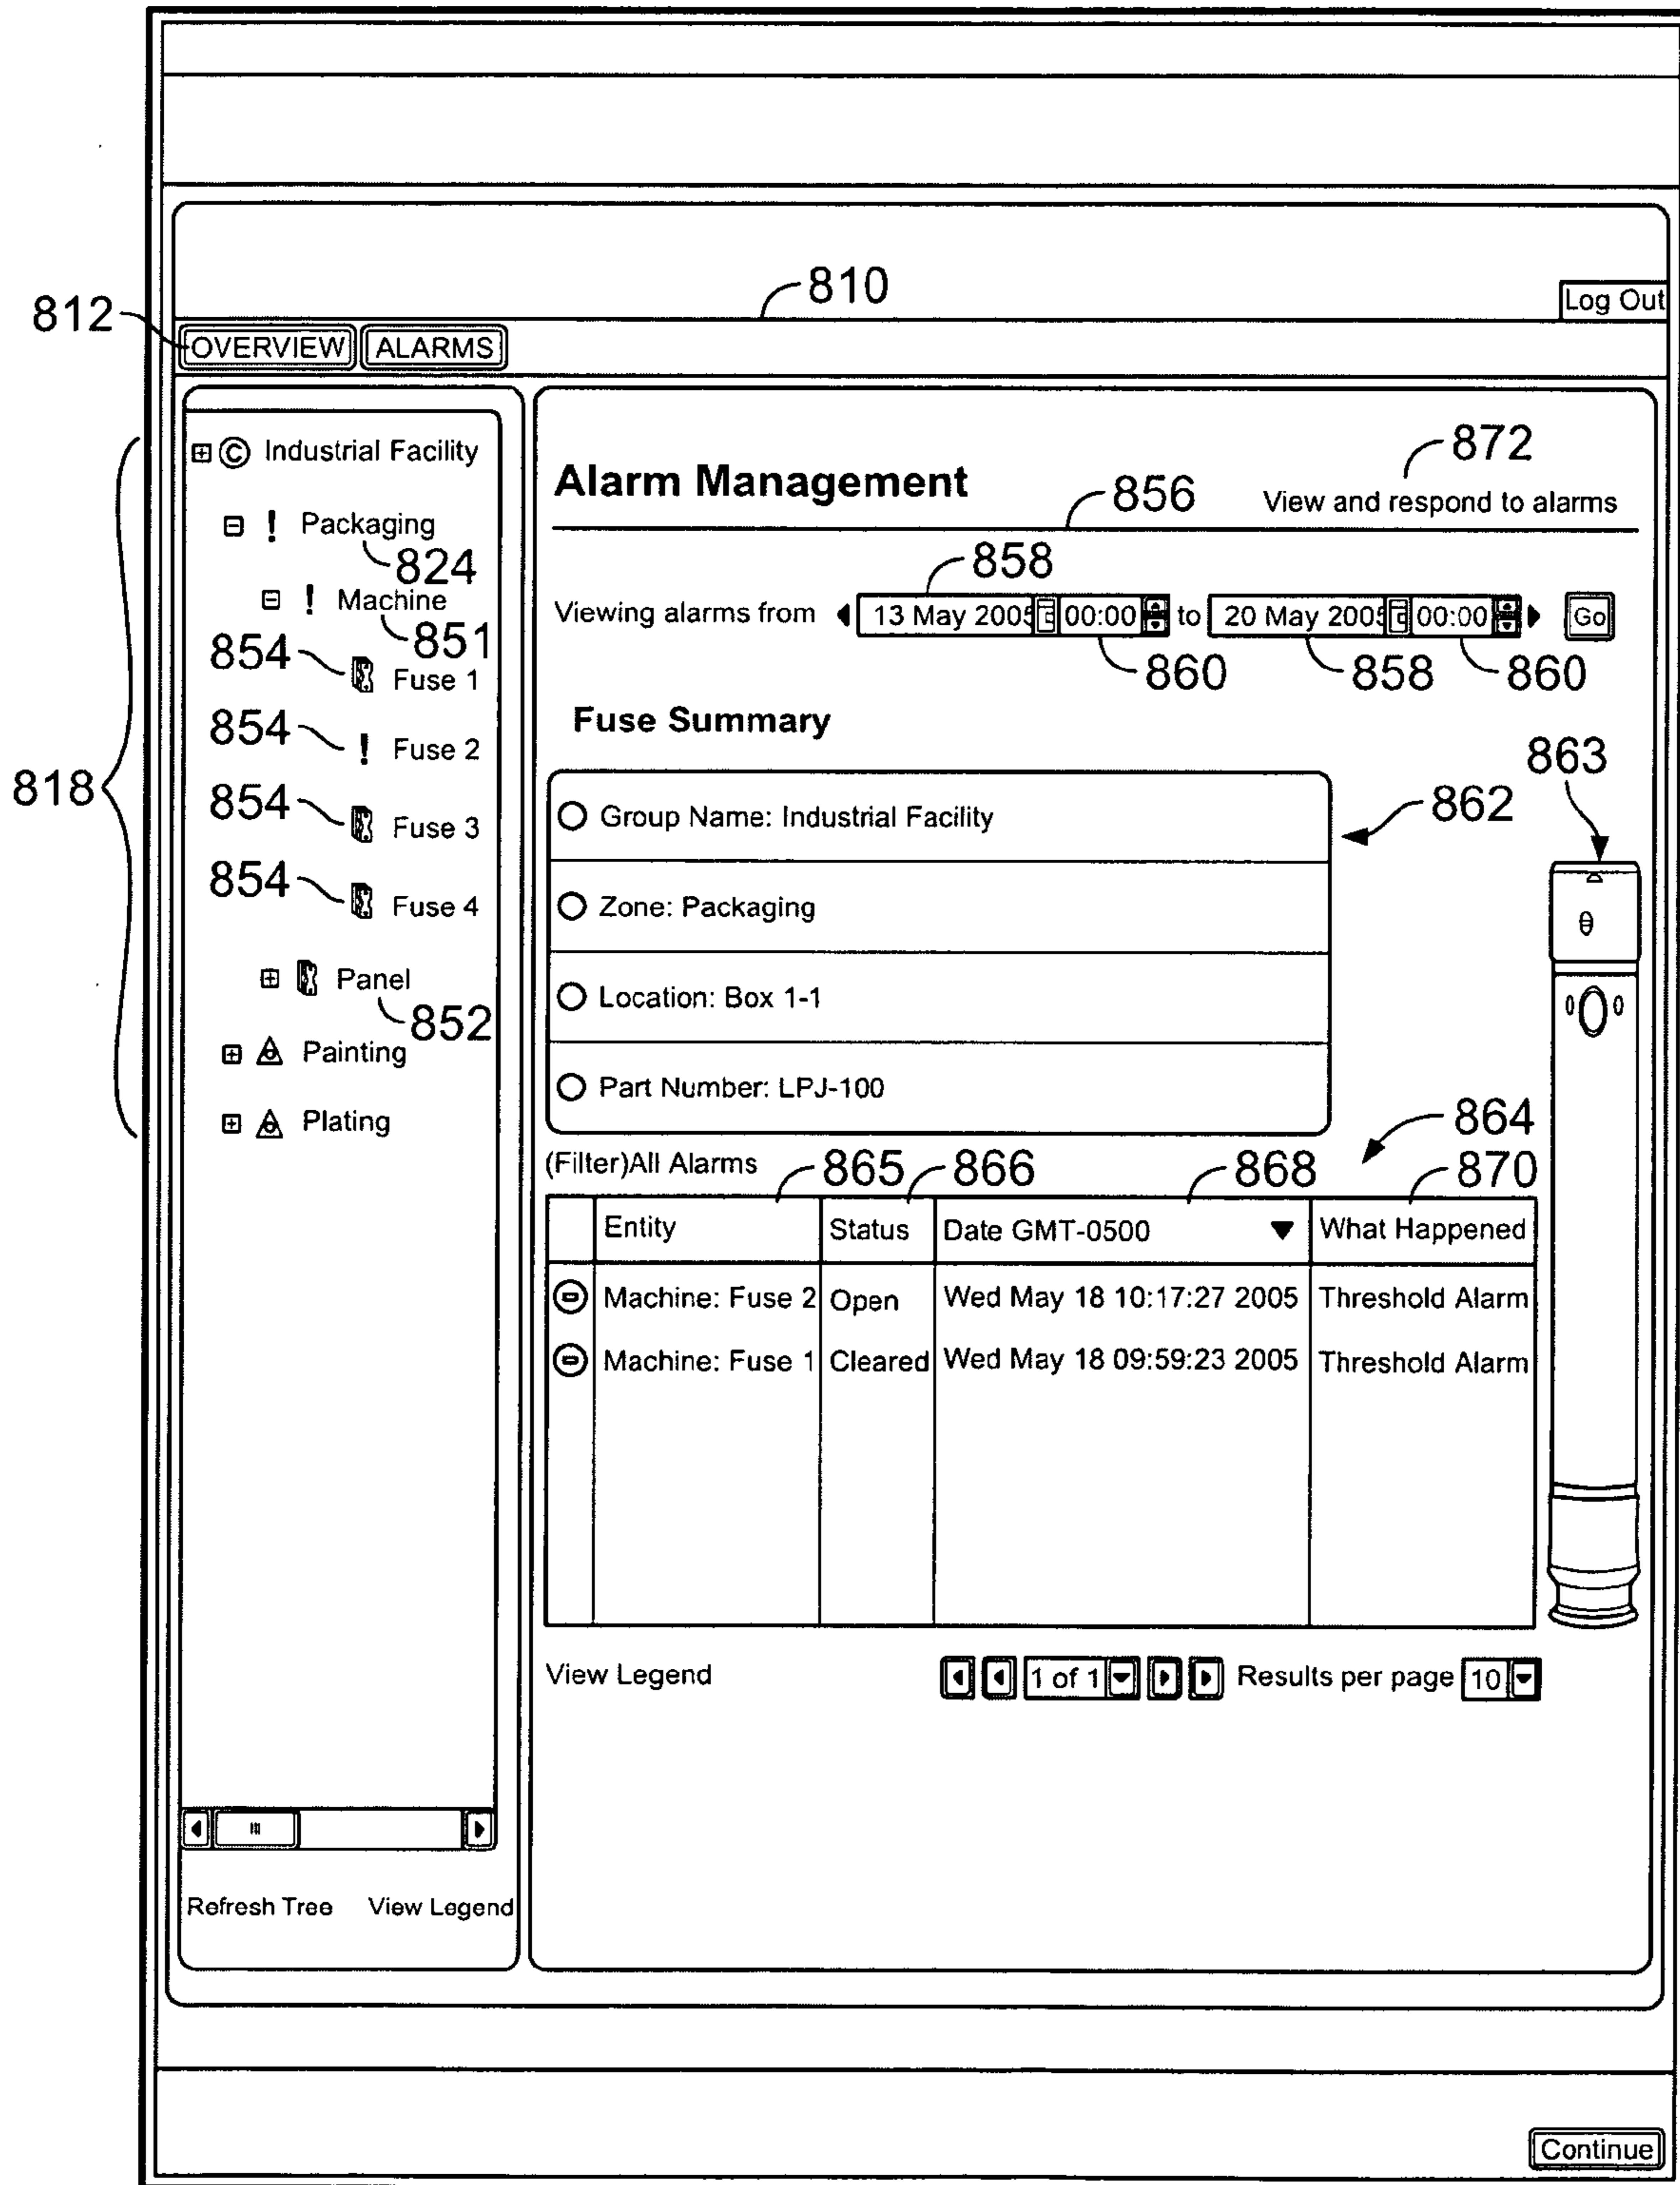 810
Log Out
812
OVERVIEW ALARMS
Industrial Facility
! Packaging
824
! Machine
851
854
Fuse 1
854
! Fuse 2
818
854
Fuse 3
854
Fuse 4
Panel
852
Painting
Plating
Refresh Tree View Legend
872
Alarm Management
856
View and respond to alarms
858
Viewing alarms from 13 May 2005 00:00 to 20 May 2005 00:00 Go
860 858 860
Fuse Summary
863
862
Group Name: Industrial Facility
Zone: Packaging
Location: Box 1-1
Part Number: LPJ-100
864
(Filter)All Alarms 865 866 868 870
Entity Status Date GMT-0500 What Happened
Machine: Fuse 2 Open Wed May 18 10:17:27 2005 Threshold Alarm
Machine: Fuse 1 Cleared Wed May 18 09:59:23 2005 Threshold Alarm
View Legend 1 of 1 Results per page 10
Continue